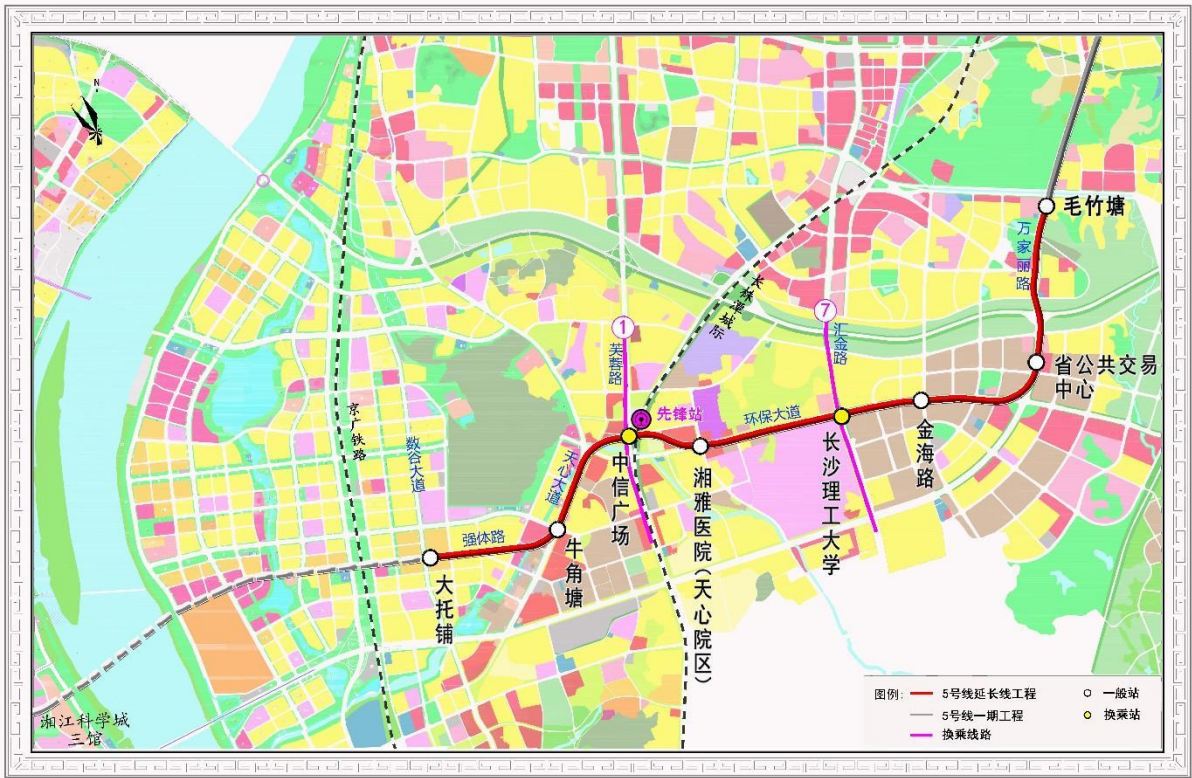 N
毛竹塘
万家丽路
长株潭城际
7
1
汇金路
芙蓉路
省公共交易
中心
先锋站
环保大道
京广铁路
数谷大道
天心大道
中信广场
湘雅医院(天心院区)
长沙理工大学
金海路
强体路
牛角塘
大托铺
湘江科学城
三馆
图例:
5号线延长线工程
一般站
5号线一期工程
换乘站
换乘线路